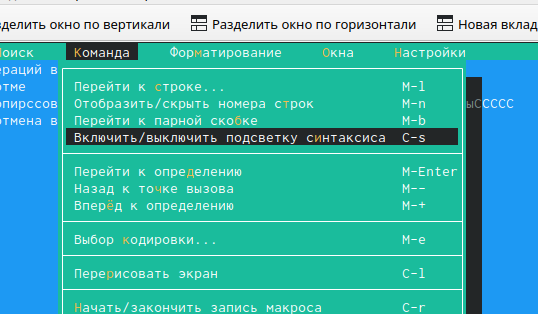 зделить окно по вертикали Разделить окно по горизонтали Новая вклад
оиск Команда Форматирование Окна Настройки
ераций в
отме
опирссов
отмена в
ыССССС
Перейти к строке... M-l
Отобразить/скрыть номера строк M-n
Перейти к парной скобке M-b
Включить/выключить подсветку синтаксиса C-s
Перейти к определению M-Enter
Назад к точке вызова M--
Вперёд к определению M-+
Выбор кодировки... M-e
Перерисовать экран C-l
Начать/закончить запись макроса C-r